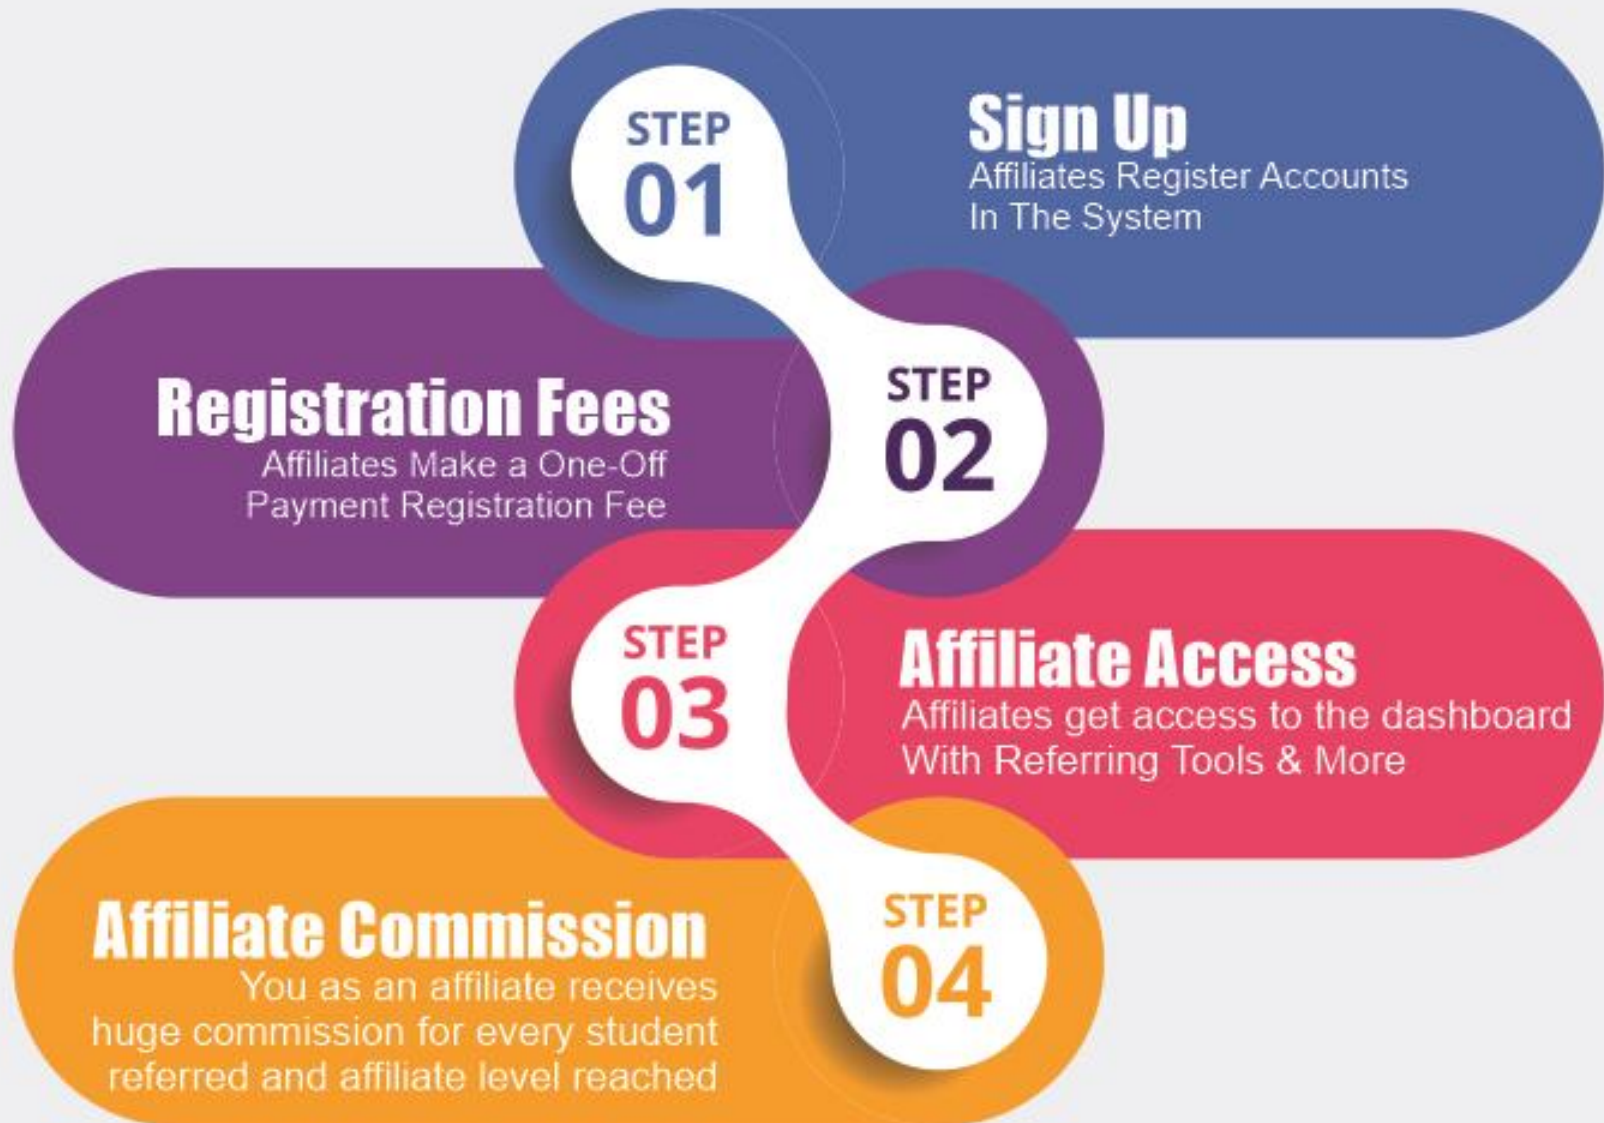 STEP
01
Sign Up
Affiliates Register Accounts
In The System
STEP
02
Registration Fees
Affiliates Make a One-Off
Payment Registration Fee
STEP
03
Affiliate Access
Affiliates get access to the dashboard
With Referring Tools & More
STEP
04
Affiliate Commission
You as an affiliate receives
huge commission for every student
referred and affiliate level reached